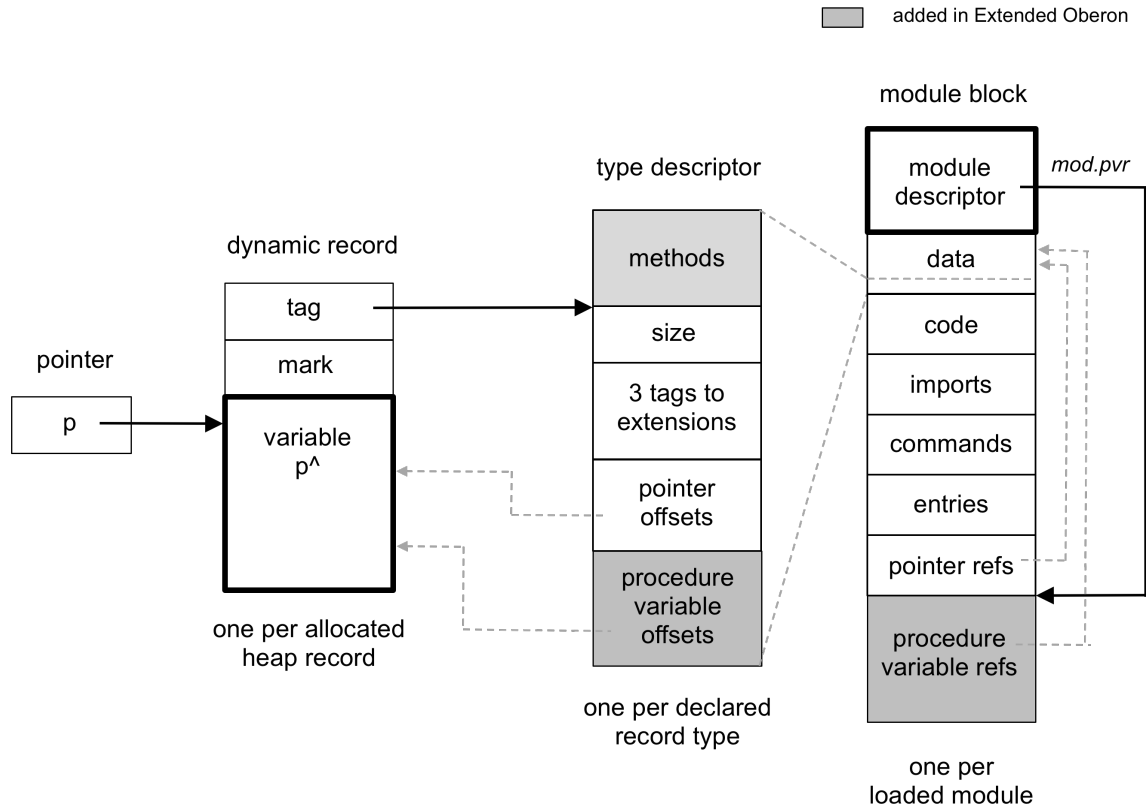 added in Extended Oberon
module block
module
descriptor
mod.pvr
type descriptor
methods
data
dynamic record
tag
size
code
pointer
mark
3 tags to
extensions
imports
p
variable
p^
commands
pointer
offsets
entries
procedure
variable
offsets
pointer refs
one per allocated
heap record
procedure
variable refs
one per declared
record type
one per
loaded module